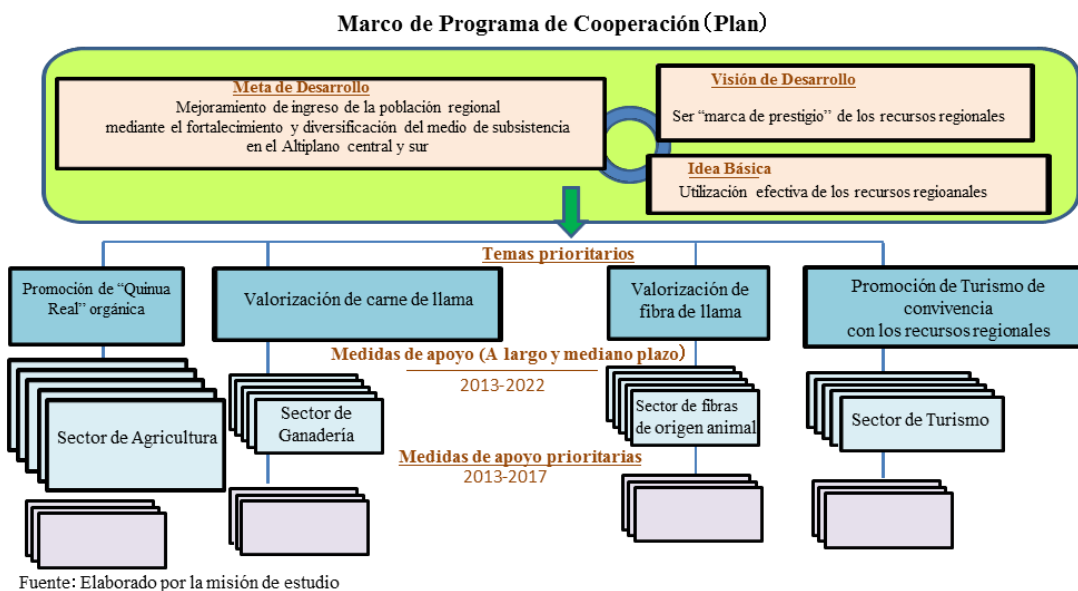 Marco de Programa de Cooperación (Plan)
Meta de Desarrollo
Mejoramiento de ingreso de la población regional
mediante el fortalecimiento y diversificación del medio de subsistencia
en el Altiplano central y sur
Visión de Desarrollo
Ser “marca de prestigio” de los recursos regionales
Idea Básica
Utilización efectiva de los recursos regioanales
Temas prioritarios
Promoción de “Quinua
Real” orgánica
Valorización de carne de llama
Valorización de
fibra de llama
Promoción de Turismo de
convivencia
con los recursos regionales
Medidas de apoyo (A largo y mediano plazo)
2013-2022
Sector de Agricultura
Sector de
Ganadería
Sector de fibras
de origen animal
Sector de Turismo
Medidas de apoyo prioritarias
2013-2017
Fuente: Elaborado por la misión de estudio